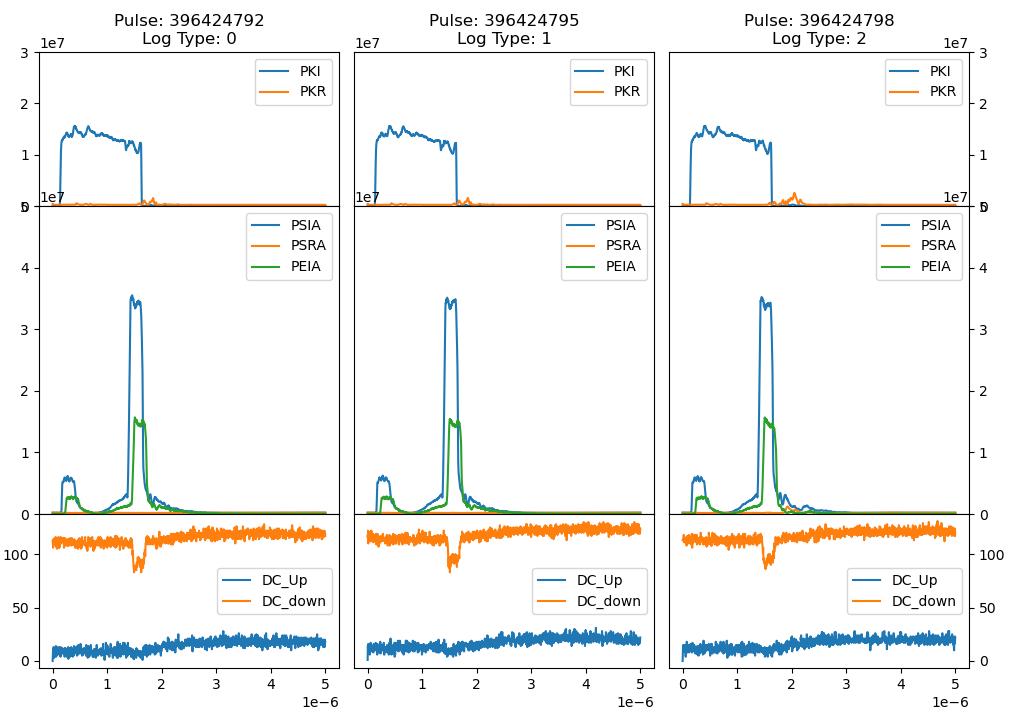 Pulse: 396424792
Log Type: 0
Pulse: 396424795
Log Type: 1
Pulse: 396424798
Log Type: 2
1e7
1e7
1e7
3
2
1
0
PKI
PKR
PKI
PKR
PKI
PKR
3
2
1
0
1e7
1e7
1e7
5
4
3
2
1
0
PSIA
PSRA
PEIA
PSIA
PSRA
PEIA
PSIA
PSRA
PEIA
5
4
3
2
1
0
100
50
0
DC_Up
DC_down
DC_Up
DC_down
DC_Up
DC_down
100
50
0
0 1 2 3 4 5
0 1 2 3 4 5
0 1 2 3 4 5
1e−6
1e−6
1e−6